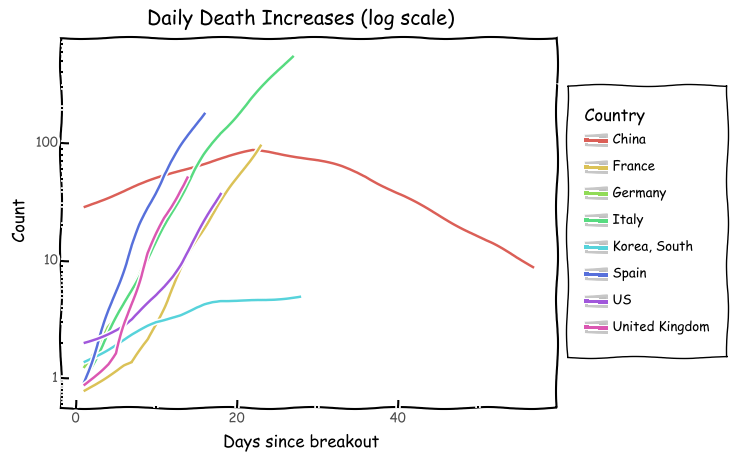 Daily Death Increases (log scale)
Count
100
10
1
0
20
40
Days since breakout
Country
China
France
Germany
Italy
Korea, South
Spain
US
United Kingdom